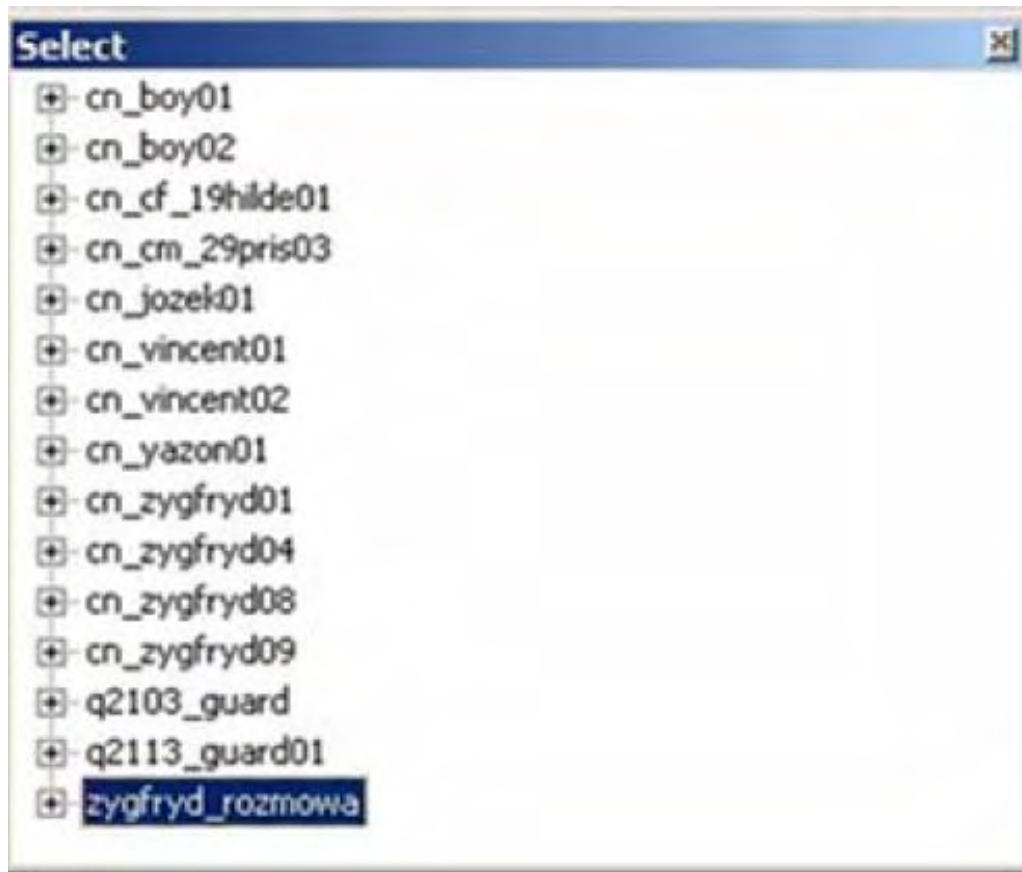 Select
cn_boy01
cn_boy02
cn_cf_19hilde01
cn_cm_29pris03
cn_jozek01
cn_vincent01
cn_vincent02
cn_yazon01
cn_zygfryd01
cn_zygfryd04
cn_zygfryd08
cn_zygfryd09
q2103_guard
q2113_guard01
zygfryd_rozmowa